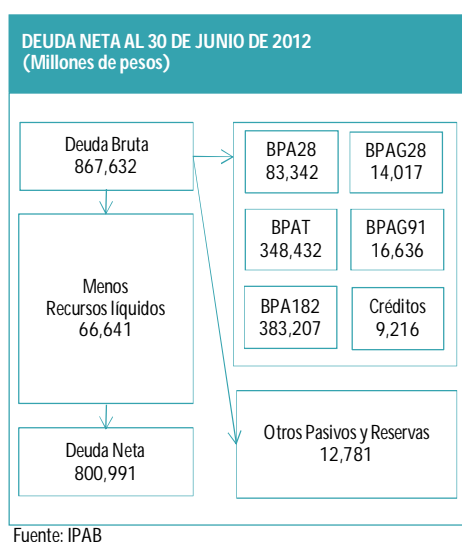 DEUDA NETA AL 30 DE JUNIO DE 2012
(Millones de pesos)
Deuda Bruta
867,632
Menos
Recursos líquidos
66,641
Deuda Neta
800,991
BPA28
83,342
BPAG28
14,017
BPAT
348,432
BPAG91
16,636
BPA182
383,207
Créditos
9,216
Otros Pasivos y Reservas
12,781
Fuente: IPAB